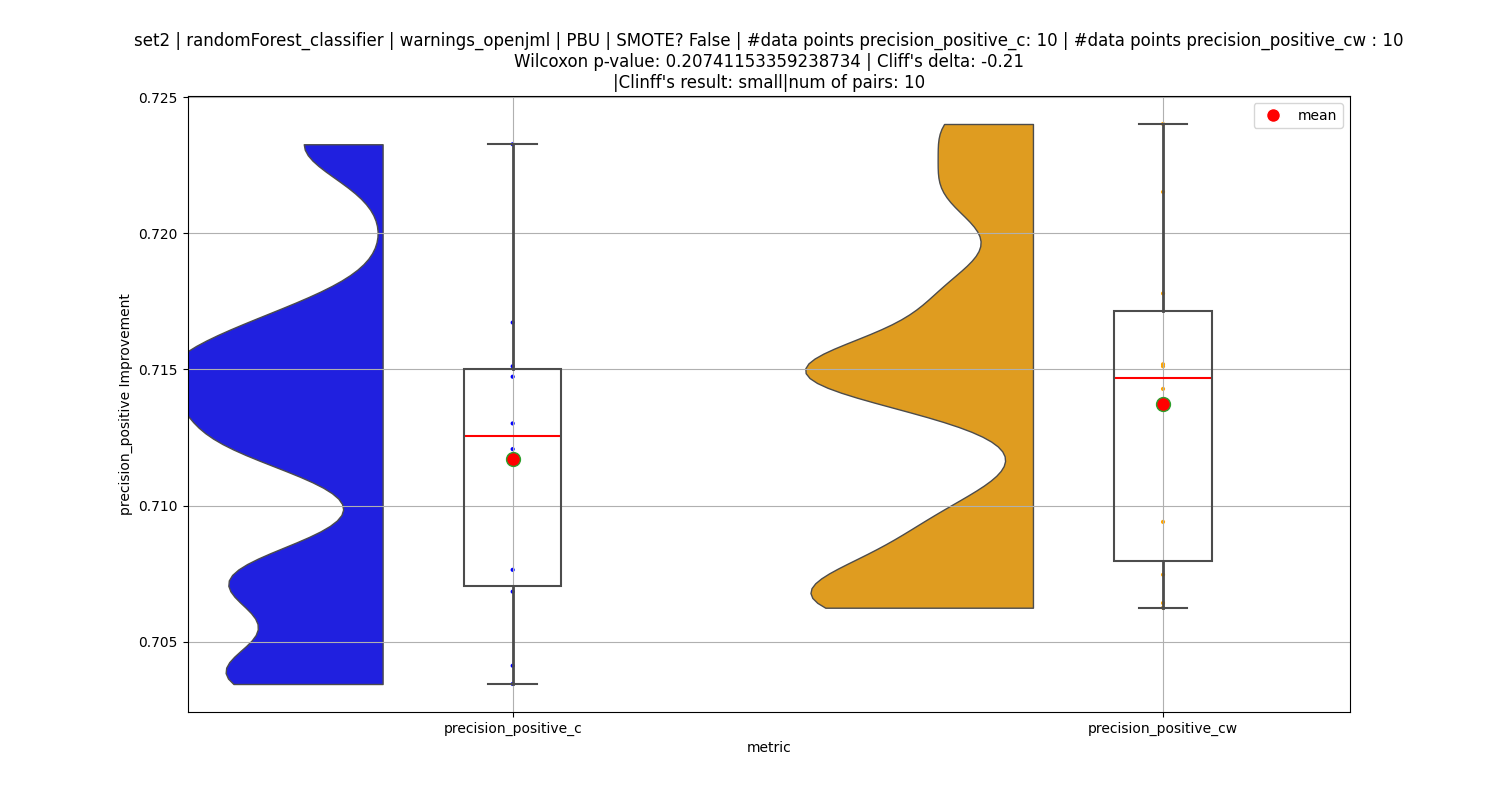 set2 | randomForest_classifier | warnings_openjml | PBU | SMOTE? False | #data points precision_positive_c: 10 | #data points precision_positive_cw : 10
Wilcoxon p-value: 0.20741153359238734 | Cliff's delta: -0.21
|Clinff's result: small|num of pairs: 10
mean
0.725
0.720
0.715
0.710
0.705
precision_positive Improvement
precision_positive_c
precision_positive_cw
metric